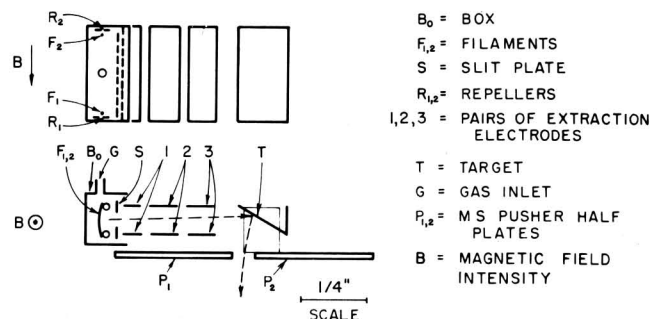 R₂
F₂
B
F₁
R₁
F₁,₂ B₀ G S 1 2 3 T
B
P₁ P₂
1/4"
SCALE
B₀ = BOX
F₁,₂ = FILAMENTS
S = SLIT PLATE
R₁,₂ = REPELLERS
1,2,3 = PAIRS OF EXTRACTION
ELECTRODES
T = TARGET
G = GAS INLET
P₁,₂ = MS PUSHER HALF
PLATES
B = MAGNETIC FIELD
INTENSITY